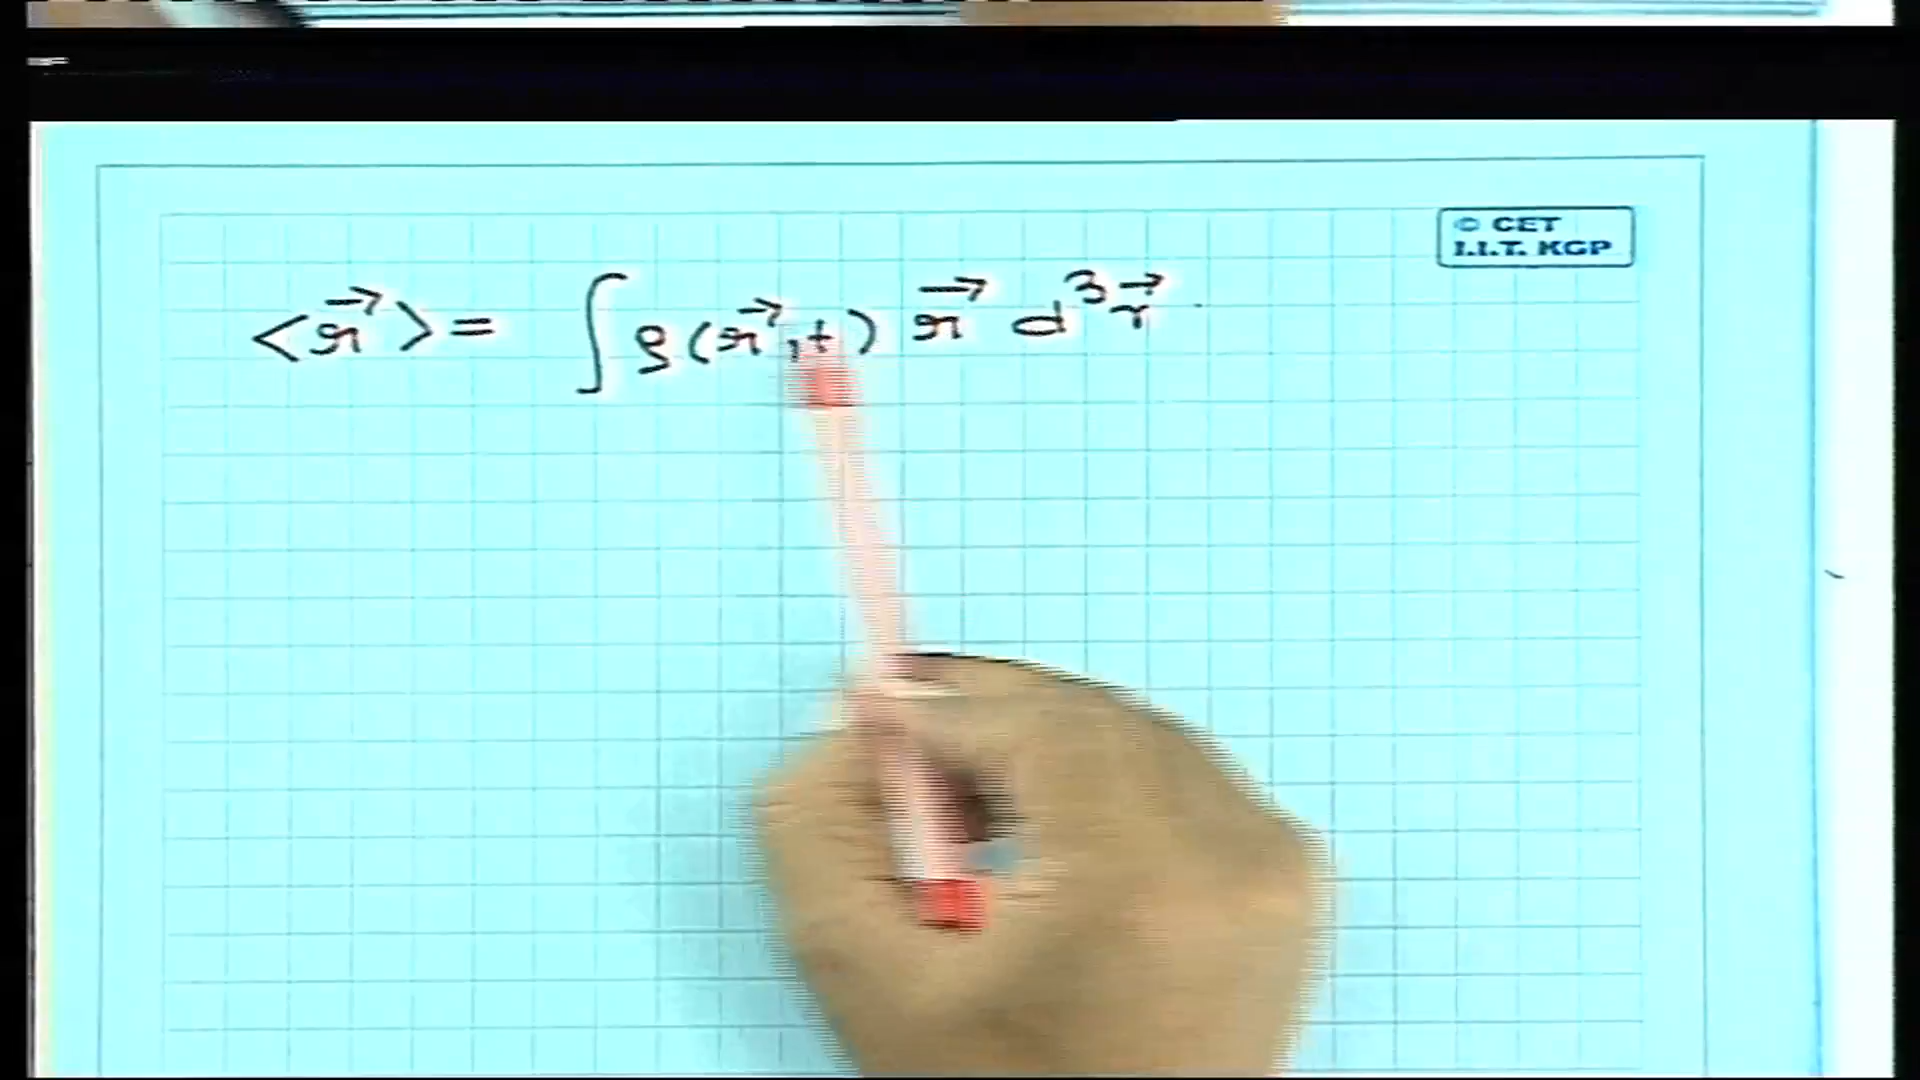 © CET
I.I.T. KGP
<r⃗> = ∫ρ(r⃗,t) r⃗ d³r⃗